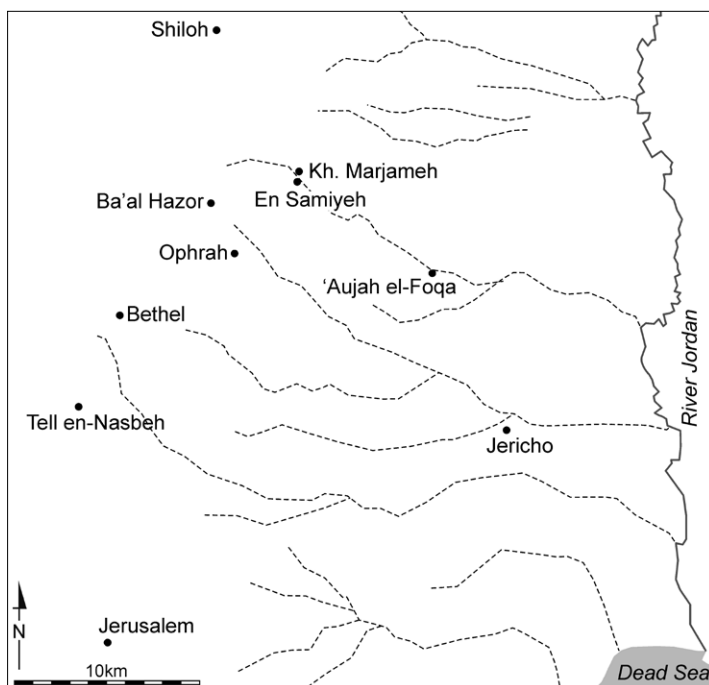 Shiloh
Kh. Marjameh
En Samiyeh
Ba'al Hazor
Ophrah
'Aujah el-Foqa
Bethel
River Jordan
Tell en-Nasbeh
Jericho
N
Jerusalem
10km
Dead Sea